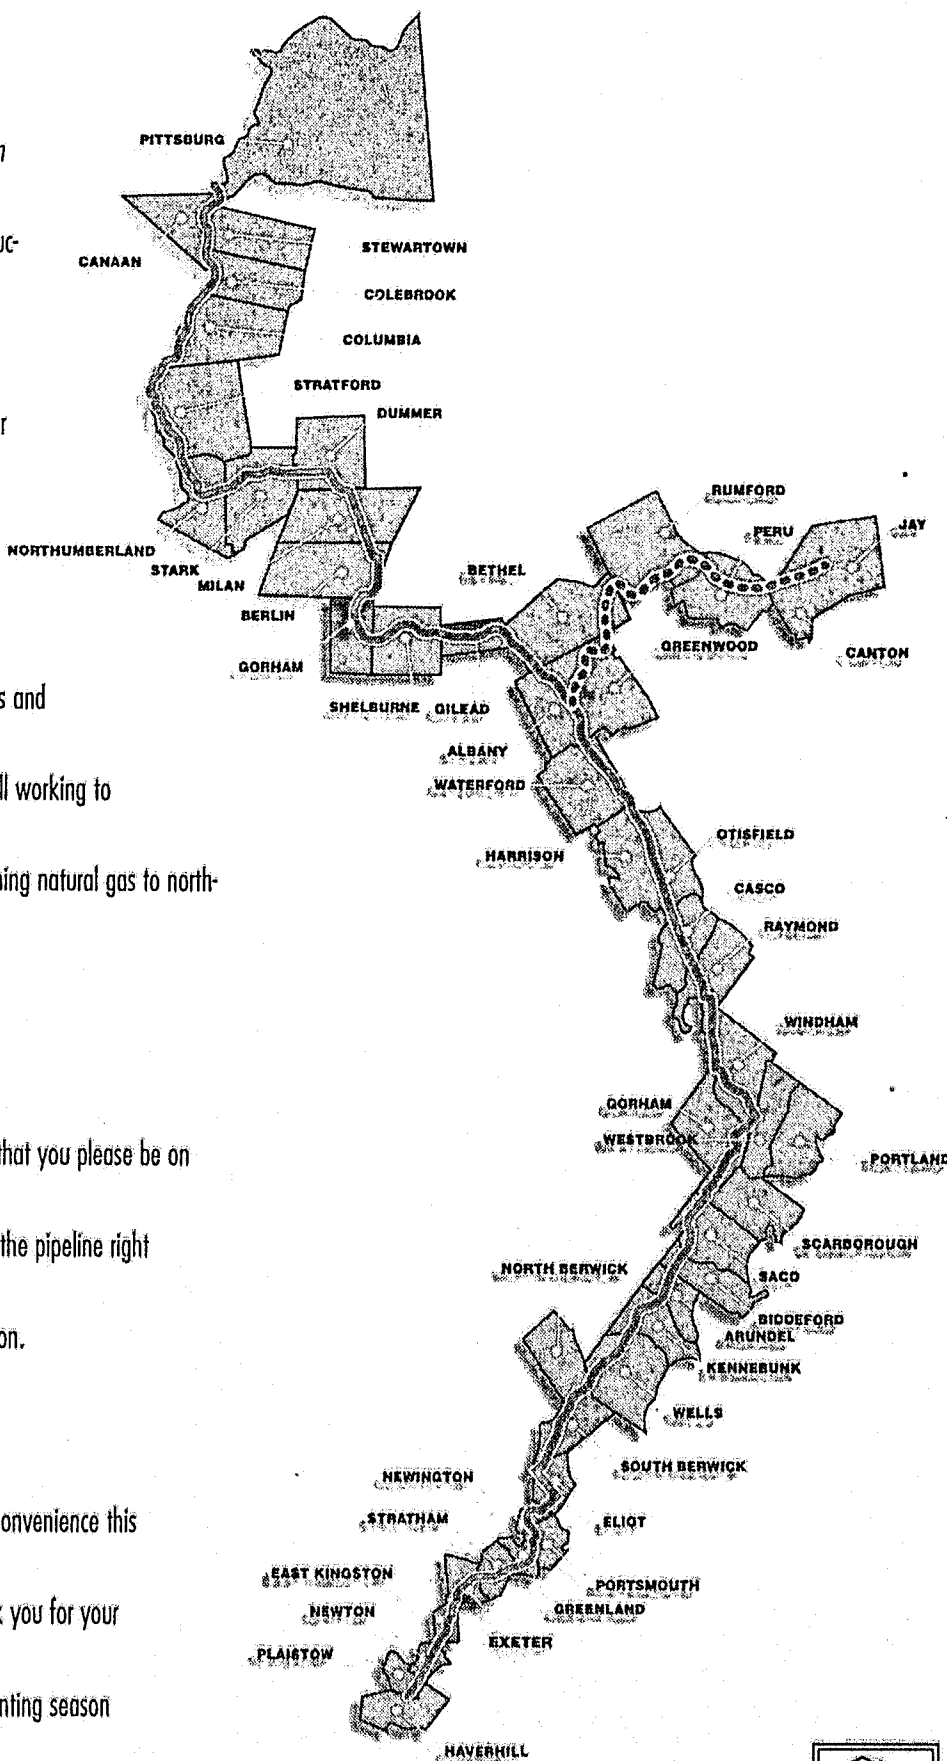 PITTSBURG
uc-
CANAAN
STEWARTOWN
COLEBROOK
COLUMBIA
STRATFORD
DUMMER
r
RUMFORD
PERU
JAY
NORTHUMBERLAND
STARK
BETHEL
MILAN
BERLIN
GREENWOOD
CANTON
GORHAM
s and
SHELBURNE
GILEAD
ALBANY
WATERFORD
ll working to
OTISFIELD
HARRISON
ning natural gas to north-
CASCO
RAYMOND
WINDHAM
GORHAM
WESTBROOK
that you please be on
PORTLAND
the pipeline right
SCARBOROUGH
NORTH BERWICK
SACO
BIDDEFORD
on.
ARUNDEL
KENNEBUNK
WELLS
SOUTH BERWICK
NEWINGTON
onvenience this
STRATHAM
ELIOT
EAST KINGSTON
PORTSMOUTH
k you for your
NEWTON
GREENLAND
EXETER
PLAISTOW
nting season
HAVERHILL